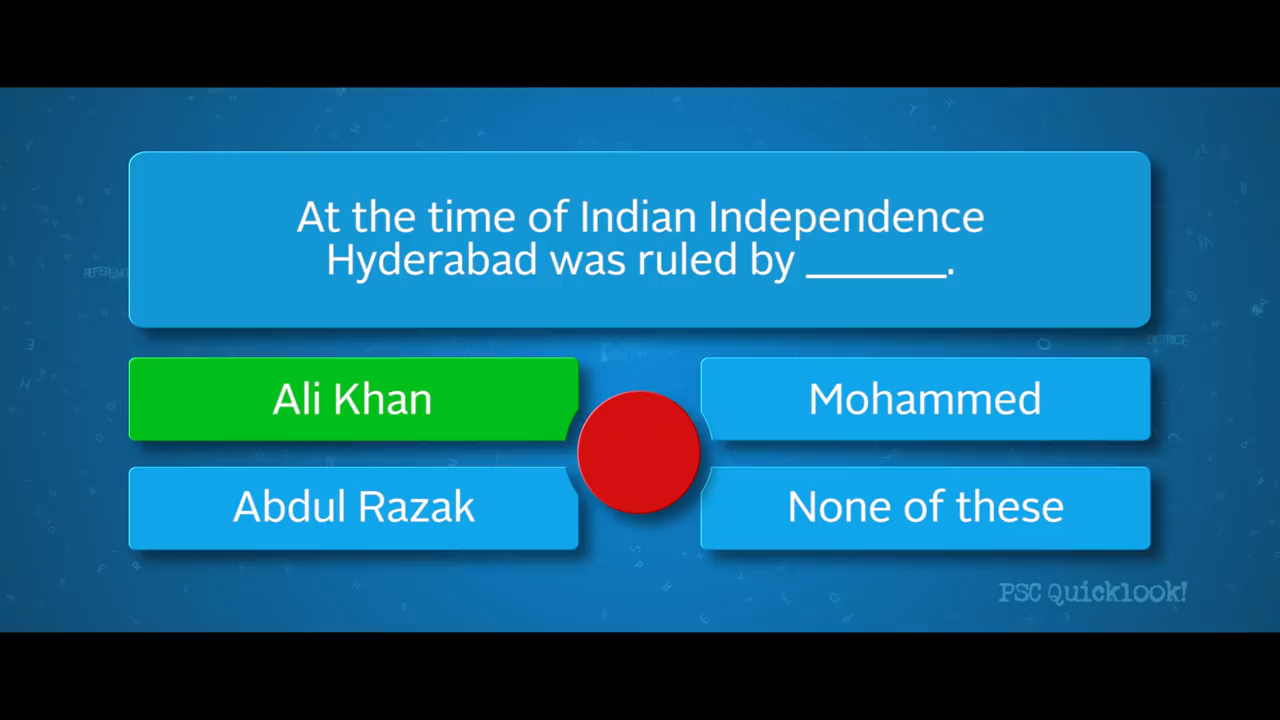 At the time of Indian Independence
Hyderabad was ruled by _______.
Ali Khan
Mohammed
Abdul Razak
None of these
PSC Quicklook!